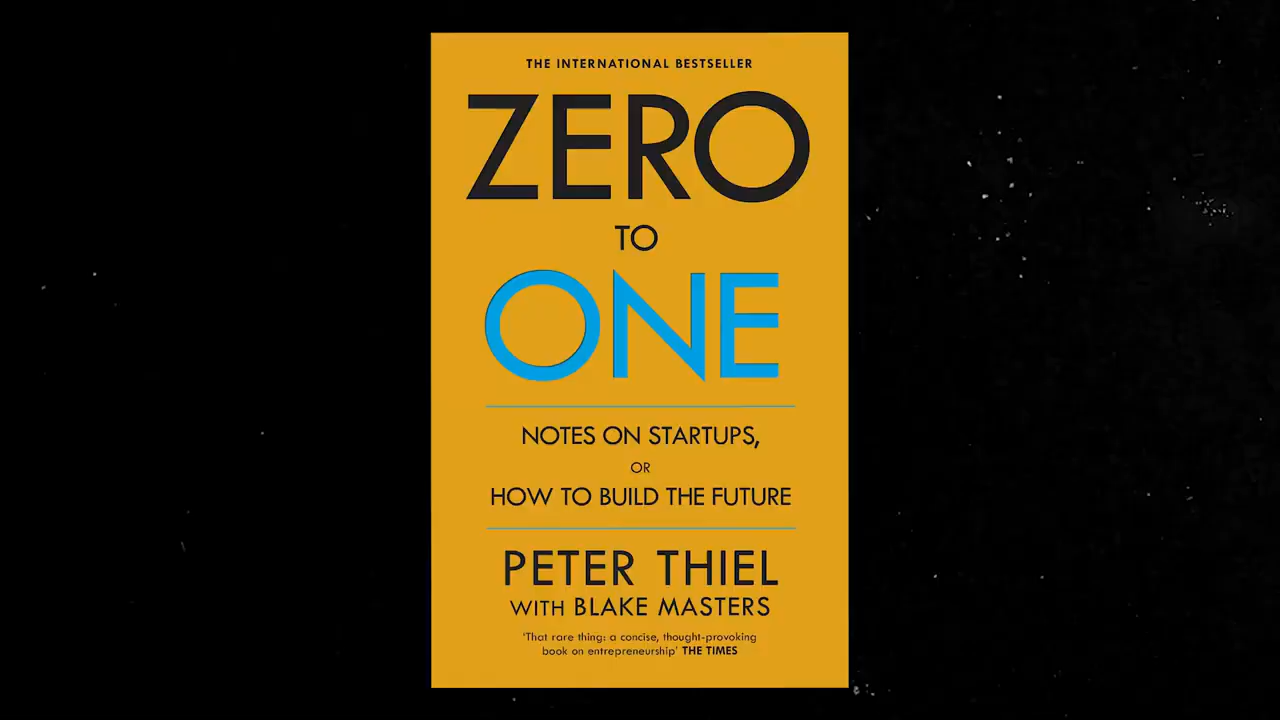 THE INTERNATIONAL BESTSELLER
ZERO
TO
ONE
NOTES ON STARTUPS,
OR
HOW TO BUILD THE FUTURE
PETER THIEL
WITH BLAKE MASTERS
'That rare thing: a concise, thought-provoking
book on entrepreneurship' THE TIMES